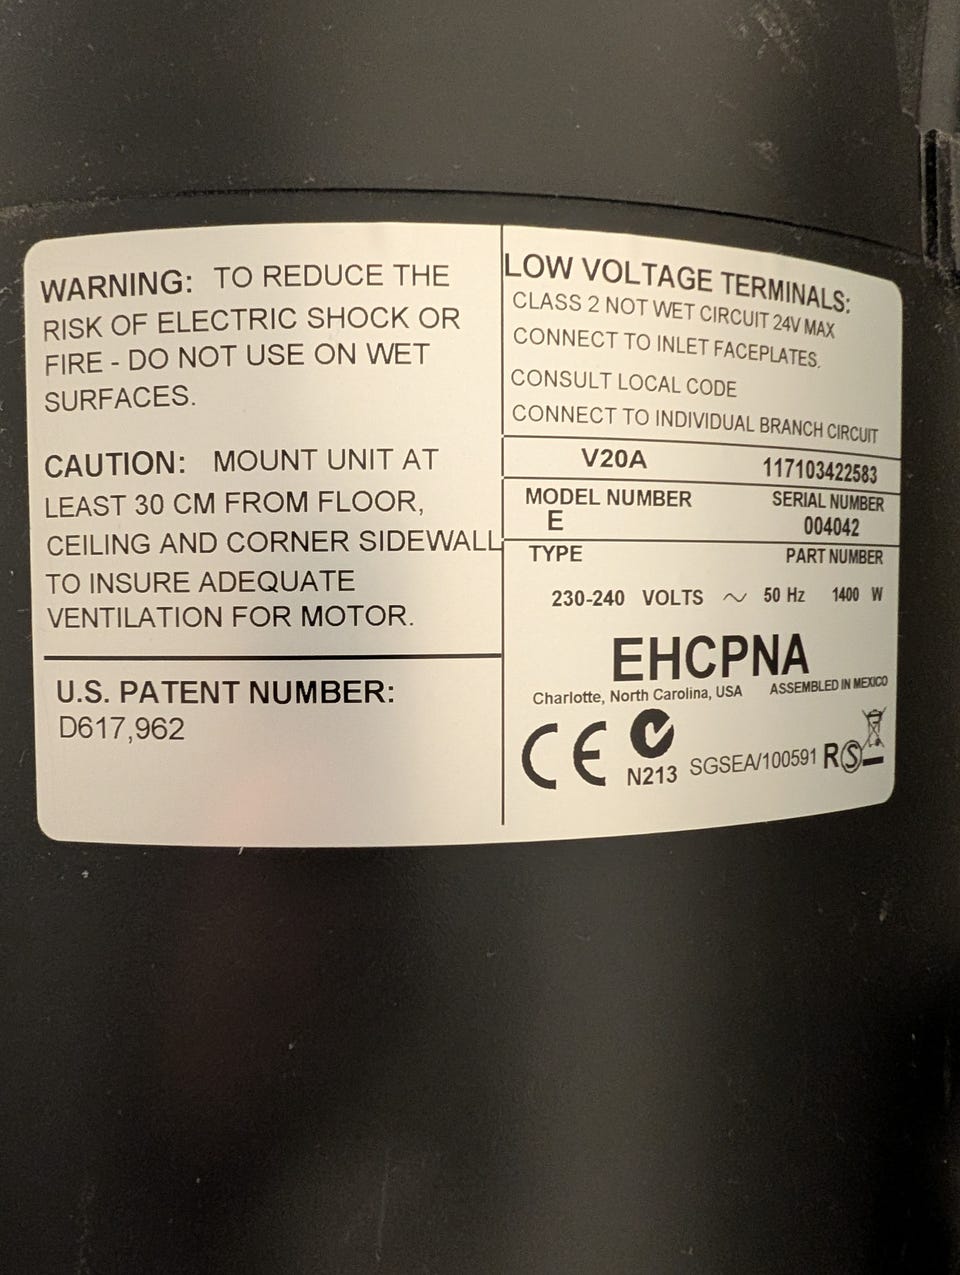 WARNING: TO REDUCE THE
RISK OF ELECTRIC SHOCK OR
FIRE - DO NOT USE ON WET
SURFACES.
CAUTION: MOUNT UNIT AT
LEAST 30 CM FROM FLOOR,
CEILING AND CORNER SIDEWALL
TO INSURE ADEQUATE
VENTILATION FOR MOTOR.
U.S. PATENT NUMBER:
D617,962
LOW VOLTAGE TERMINALS:
CLASS 2 NOT WET CIRCUIT 24V MAX
CONNECT TO INLET FACEPLATES.
CONSULT LOCAL CODE
CONNECT TO INDIVIDUAL BRANCH CIRCUIT
V20A 117103422583
MODEL NUMBER SERIAL NUMBER
E 004042
TYPE PART NUMBER
230-240 VOLTS ~ 50 Hz 1400 W
EHCPNA
Charlotte, North Carolina, USA ASSEMBLED IN MEXICO
CE N213 SGSEA/100591 RS